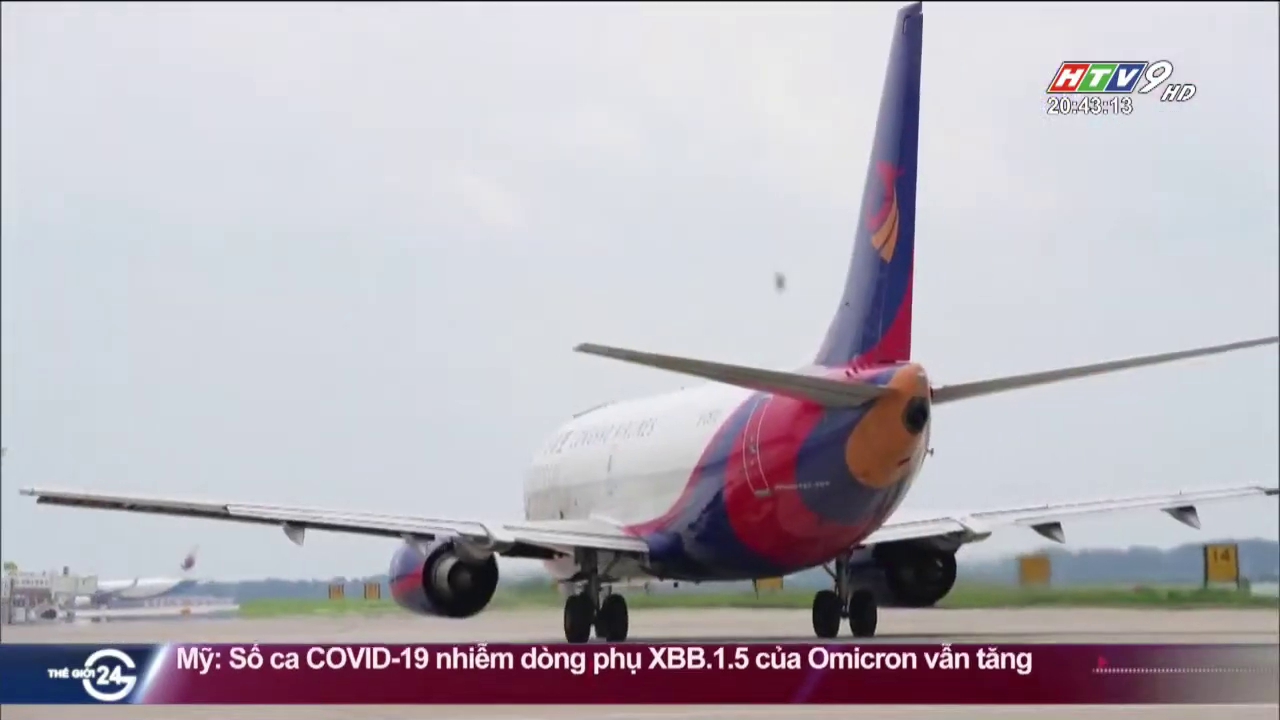 HTV9 HD
20:43:13
14
THẾ GIỚI 24G
Mỹ: Số ca COVID-19 nhiễm dòng phụ XBB.1.5 của Omicron vẫn tăng